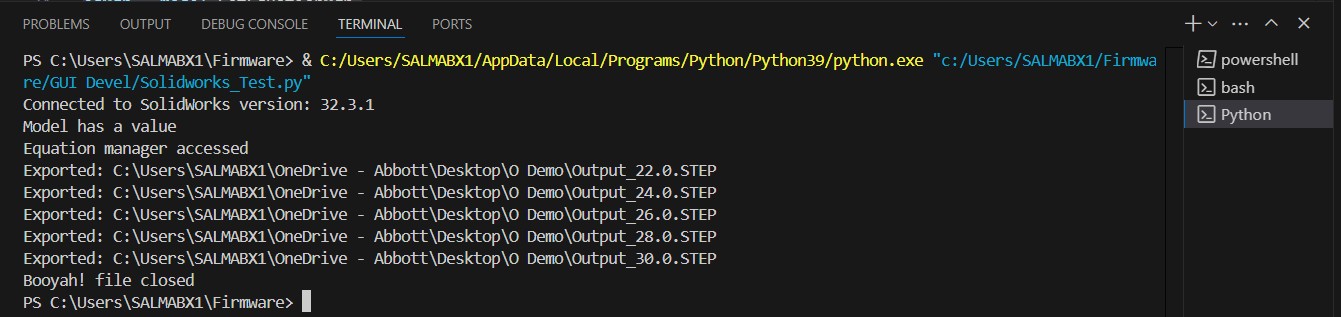 PROBLEMS OUTPUT DEBUG CONSOLE TERMINAL PORTS
PS C:\Users\SALMABX1\Firmware> & C:/Users/SALMABX1/AppData/Local/Programs/Python/Python39/python.exe "c:/Users/SALMABX1/Firmwa
re/GUI Devel/Solidworks_Test.py"
Connected to SolidWorks version: 32.3.1
Model has a value
Equation manager accessed
Exported: C:\Users\SALMABX1\OneDrive - Abbott\Desktop\O Demo\Output_22.0.STEP
Exported: C:\Users\SALMABX1\OneDrive - Abbott\Desktop\O Demo\Output_24.0.STEP
Exported: C:\Users\SALMABX1\OneDrive - Abbott\Desktop\O Demo\Output_26.0.STEP
Exported: C:\Users\SALMABX1\OneDrive - Abbott\Desktop\O Demo\Output_28.0.STEP
Exported: C:\Users\SALMABX1\OneDrive - Abbott\Desktop\O Demo\Output_30.0.STEP
Booyah! file closed
PS C:\Users\SALMABX1\Firmware>
powershell
bash
Python